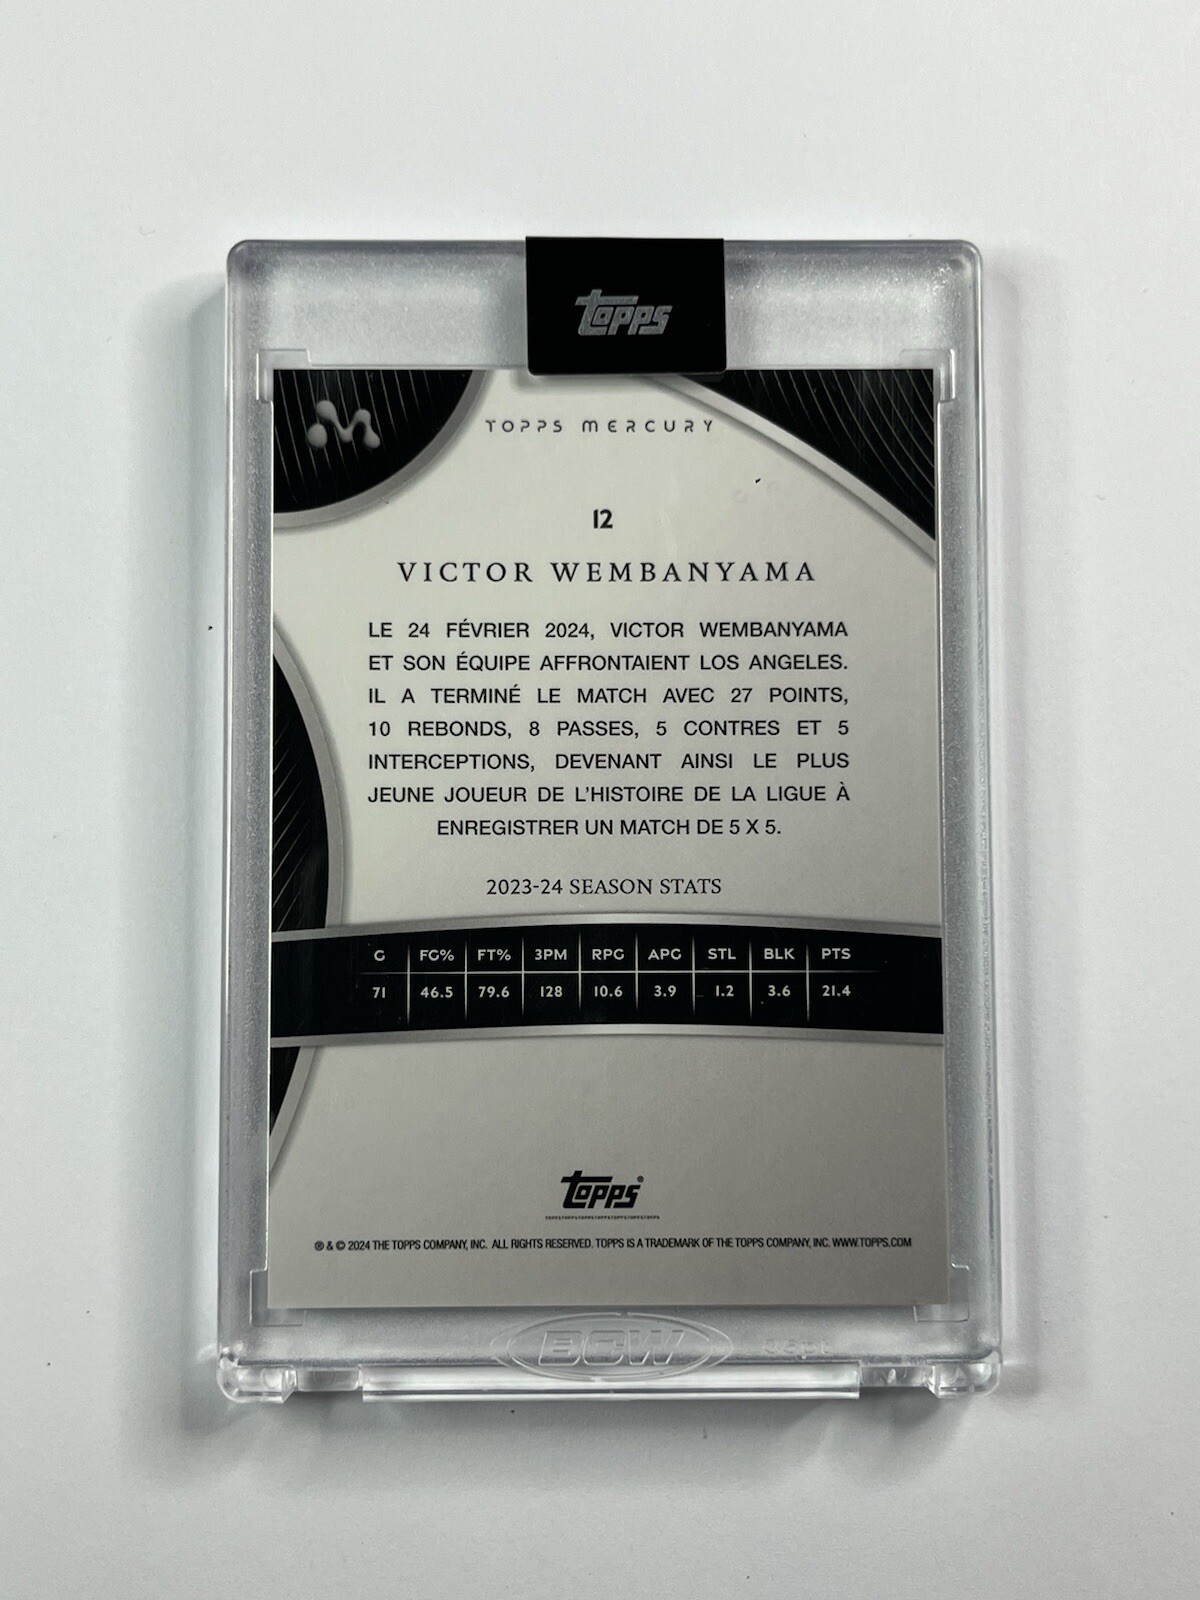 topps
TOPPS MERCURY
12
VICTOR WEMBANYAMA
LE 24 FÉVRIER 2024, VICTOR WEMBANYAMA
ET SON ÉQUIPE AFFRONTAIENT LOS ANGELES.
IL A TERMINÉ LE MATCH AVEC 27 POINTS,
10 REBONDS, 8 PASSES, 5 CONTRES ET 5
INTERCEPTIONS, DEVENANT AINSI LE PLUS
JEUNE JOUEUR DE L'HISTOIRE DE LA LIGUE À
ENREGISTRER UN MATCH DE 5 X 5.
2023-24 SEASON STATS
G FG% FT% 3PM RPG APG STL BLK PTS
71 46.5 79.6 128 10.6 3.9 1.2 3.6 21.4
topps®
® & © 2024 THE TOPPS COMPANY, INC. ALL RIGHTS RESERVED. TOPPS IS A TRADEMARK OF THE TOPPS COMPANY, INC. WWW.TOPPS.COM
BCW